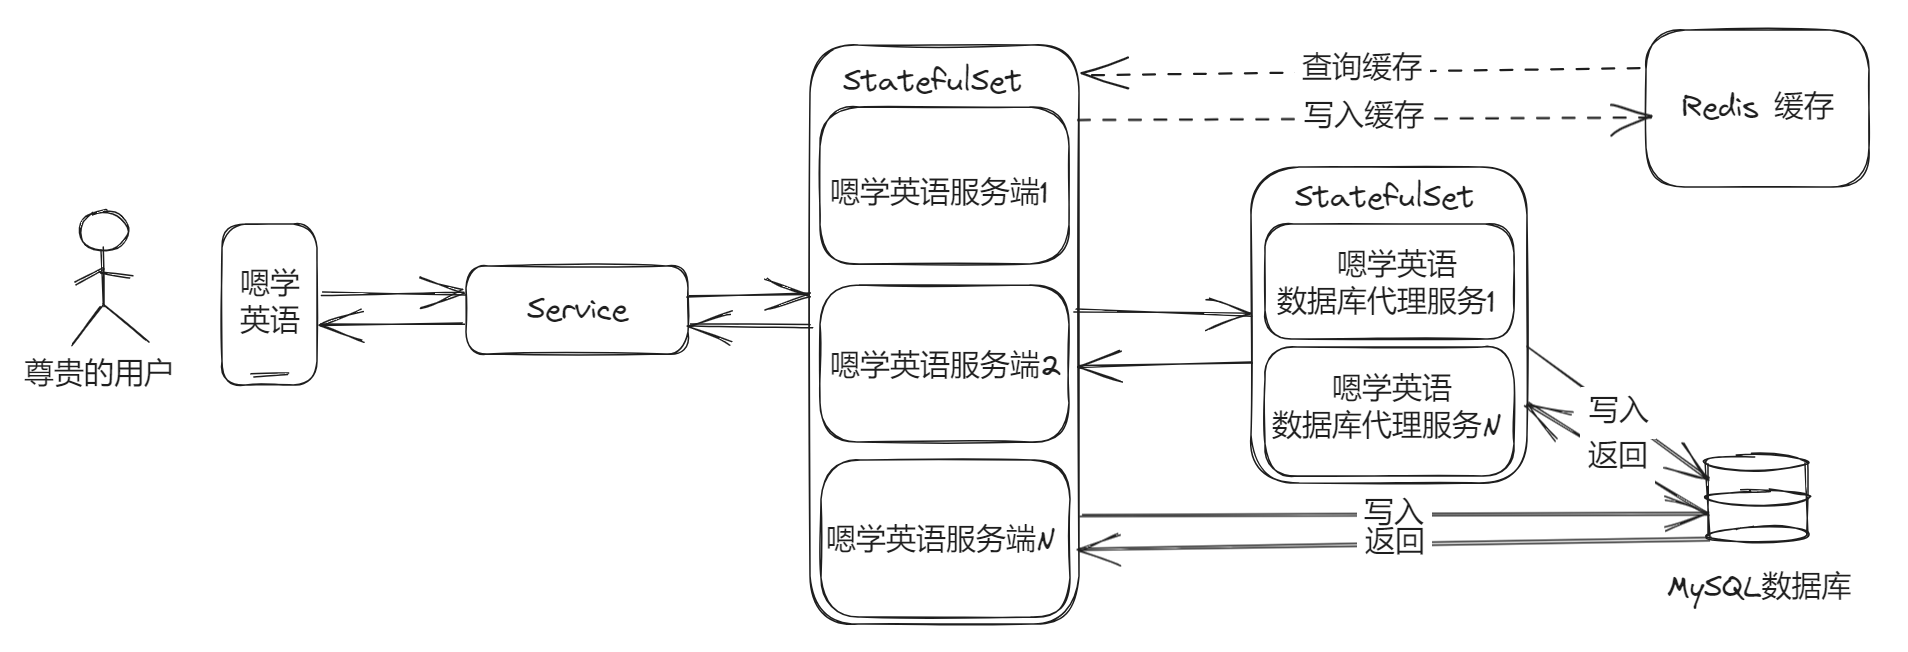 尊贵的用户
嗯学
英语
Service
StatefulSet
嗯学英语服务端1
嗯学英语服务端2
嗯学英语服务端N
查询缓存
写入缓存
Redis 缓存
StatefulSet
嗯学英语
数据库代理服务1
嗯学英语
数据库代理服务N
写入
返回
写入
返回
MySQL数据库